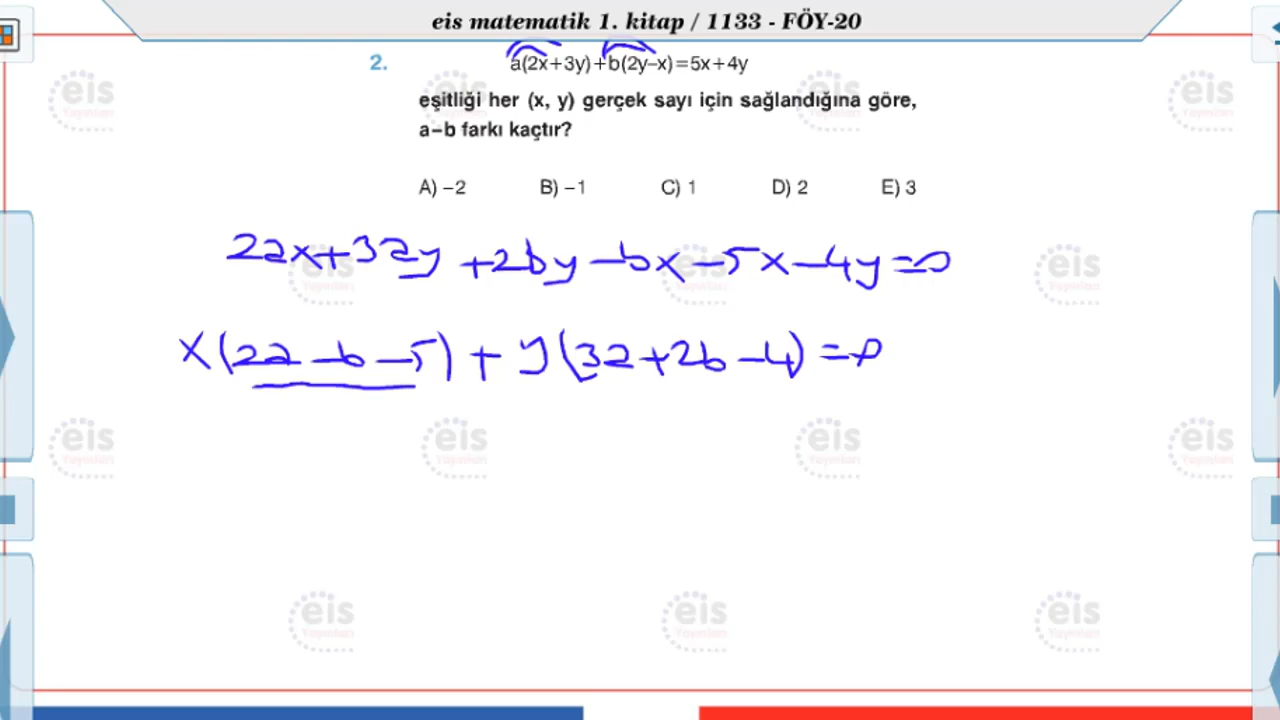 eis matematik 1. kitap / 1133 - FÖY-20
2. a(2x+3y)+b(2y–x)=5x+4y
eşitliği her (x, y) gerçek sayı için sağlandığına göre,
a–b farkı kaçtır?
A) –2 B) –1 C) 1 D) 2 E) 3
2ax+3ay+2by–bx–5x–4y=0
x(2a–b–5)+y(3a+2b–4)=0
eis Yayınları